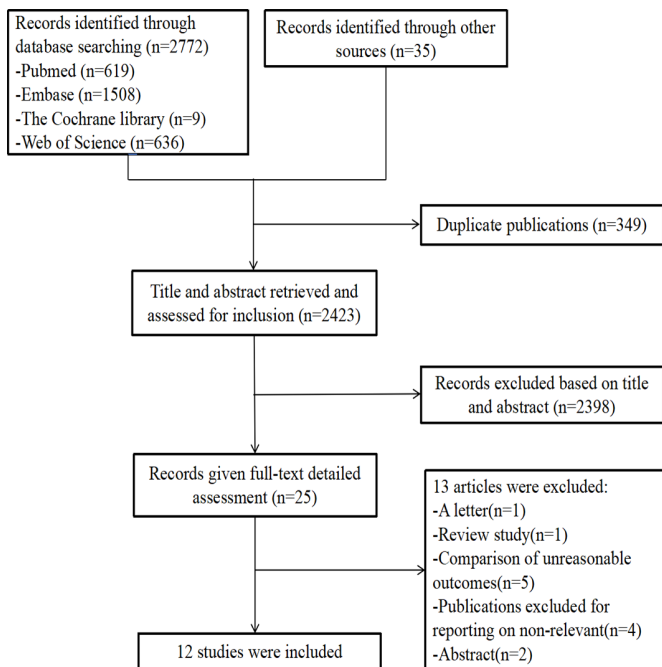 Records identified through
database searching (n=2772)
-Pubmed (n=619)
-Embase (n=1508)
-The Cochrane library (n=9)
-Web of Science (n=636)
Records identified through other
sources (n=35)
Duplicate publications (n=349)
Title and abstract retrieved and
assessed for inclusion (n=2423)
Records excluded based on title
and abstract (n=2398)
Records given full-text detailed
assessment (n=25)
13 articles were excluded:
-A letter(n=1)
-Review study(n=1)
-Comparison of unreasonable
outcomes(n=5)
-Publications excluded for
reporting on non-relevant(n=4)
-Abstract(n=2)
12 studies were included